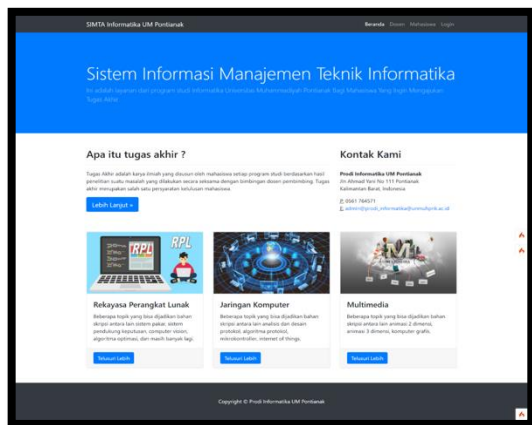 SIMTA Informatika UM Pontianak
Beranda Dosen Mahasiswa Login
Sistem Informasi Manajemen Teknik Informatika
Ini adalah layanan dari program studi Informatika Universitas Muhammadiyah Pontianak Bagi Mahasiswa Yang Ingin Mengajukan
Tugas Akhir.
Apa itu tugas akhir ?
Tugas Akhir adalah karya ilmiah yang disusun oleh mahasiswa setiap program studi berdasarkan hasil
penelitian suatu masalah yang dilakukan secara seksama dengan bimbingan dosen pembimbing. Tugas
akhir merupakan salah satu persyaratan kelulusan mahasiswa.
Lebih Lanjut »
Kontak Kami
Prodi Informatika UM Pontianak
Jln Ahmad Yani No 111 Pontianak
Kalimantan Barat, Indonesia
P: 0561 764571
E: admin@prodi_informatika@unmuhpnk.ac.id
RPL
RPL
Rekayasa Perangkat Lunak
Beberapa topik yang bisa dijadikan bahan
skripsi antara lain sistem pakar, sistem
pendukung keputusan, computer vision,
algoritma optimasi, dan masih banyak lagi.
Telusuri Lebih
Jaringan Komputer
Beberapa topik yang bisa dijadikan bahan
skripsi antara lain analisis dan desain
protokol, algoritma protokol,
mikrokontroller, internet of things.
Telusuri Lebih
Multimedia
Beberapa topik yang bisa dijadikan bahan
skripsi antara lain animasi 2 dimensi,
animasi 3 dimensi, komputer grafis.
Telusuri Lebih
Copyright © Prodi Informatika UM Pontianak